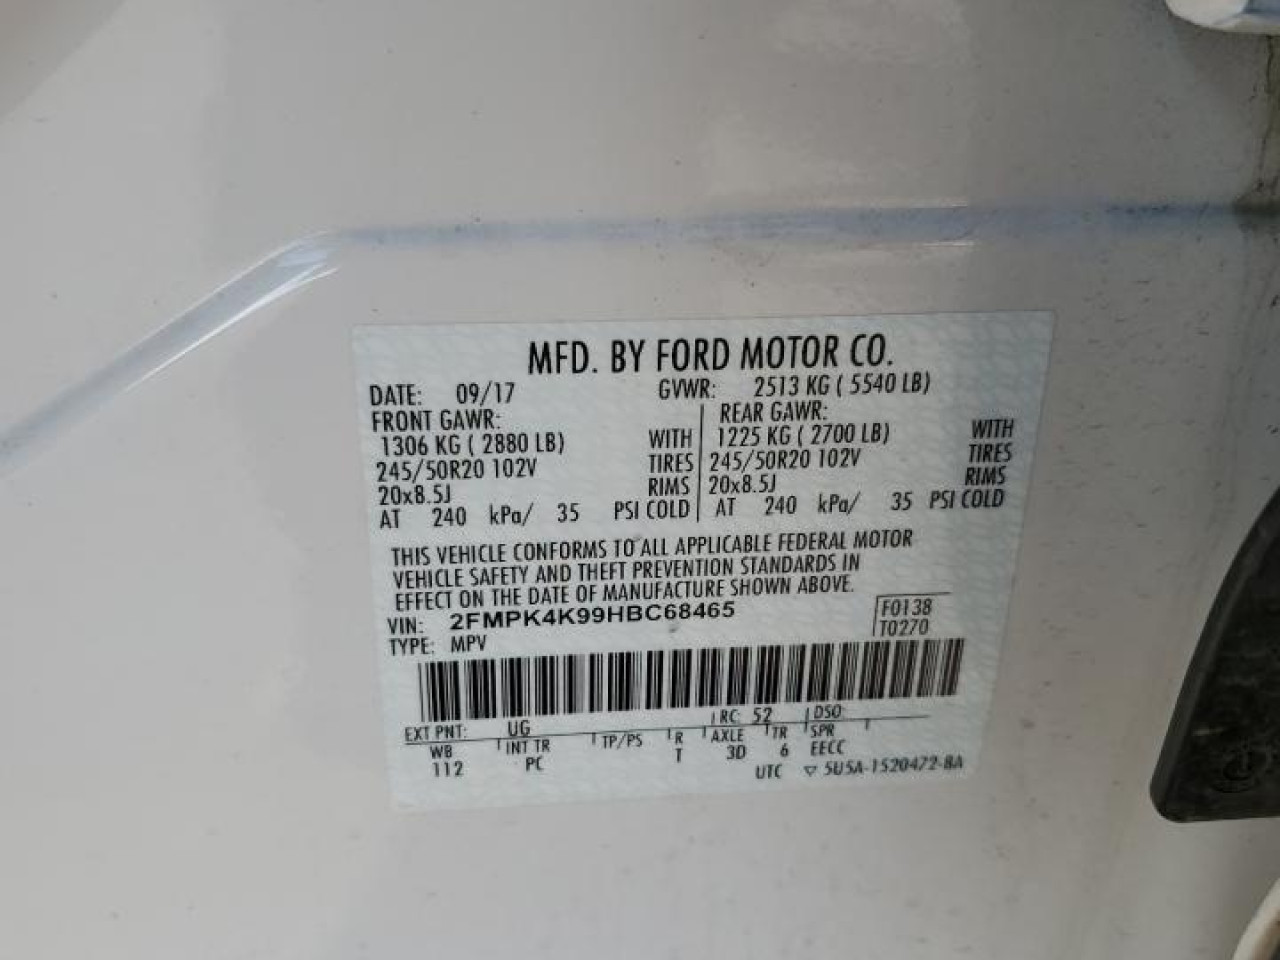 MFD. BY FORD MOTOR CO.
DATE: 09/17 GVWR: 2513 KG ( 5540 LB)
FRONT GAWR: REAR GAWR:
1306 KG ( 2880 LB) WITH 1225 KG ( 2700 LB) WITH
245/50R20 102V TIRES 245/50R20 102V TIRES
20x8.5J RIMS 20x8.5J RIMS
AT 240 kPa/ 35 PSI COLD AT 240 kPa/ 35 PSI COLD
THIS VEHICLE CONFORMS TO ALL APPLICABLE FEDERAL MOTOR
VEHICLE SAFETY AND THEFT PREVENTION STANDARDS IN
EFFECT ON THE DATE OF MANUFACTURE SHOWN ABOVE.
VIN: 2FMPK4K99HBC68465 F0138
TYPE: MPV T0270
EXT PNT: UG RC: 52 DSO:
WB INT TR TP/PS R AXLE TR SPR
112 PC T 3D 6 EECC
UTC ▽ 5U5A-1520472-BA